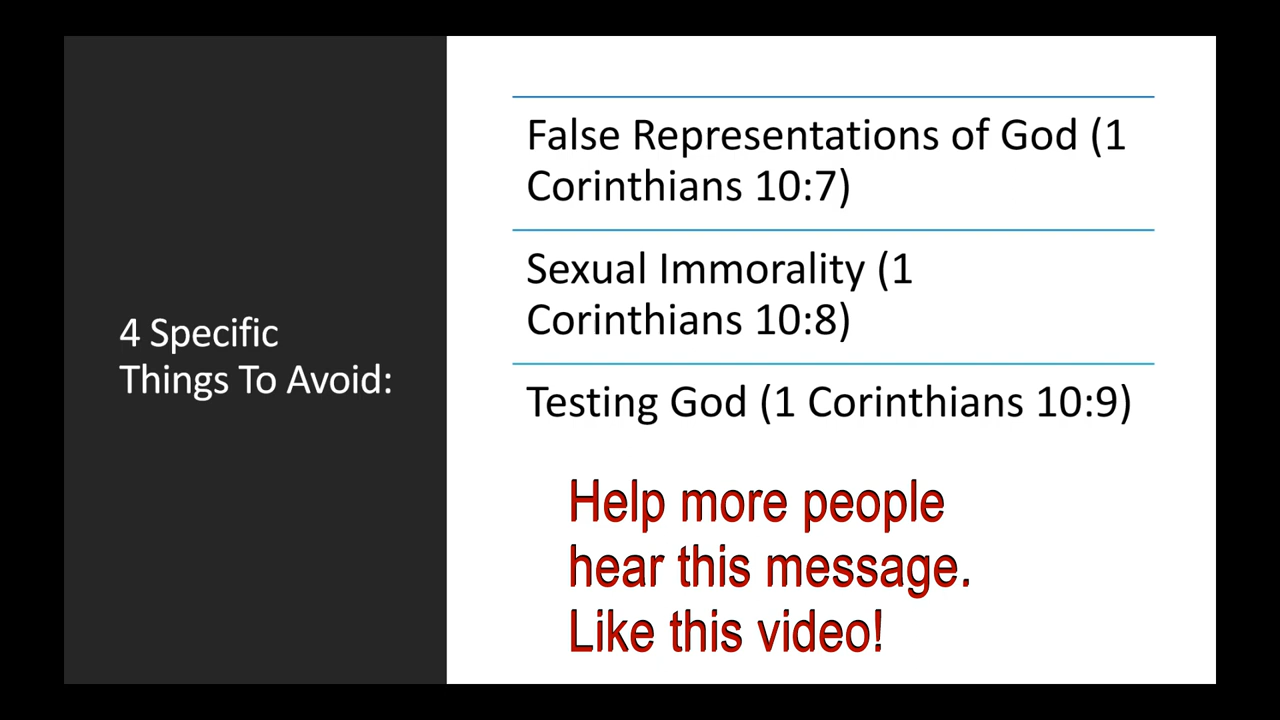 4 Specific
Things To Avoid:
False Representations of God (1
Corinthians 10:7)
Sexual Immorality (1
Corinthians 10:8)
Testing God (1 Corinthians 10:9)
Help more people
hear this message.
Like this video!